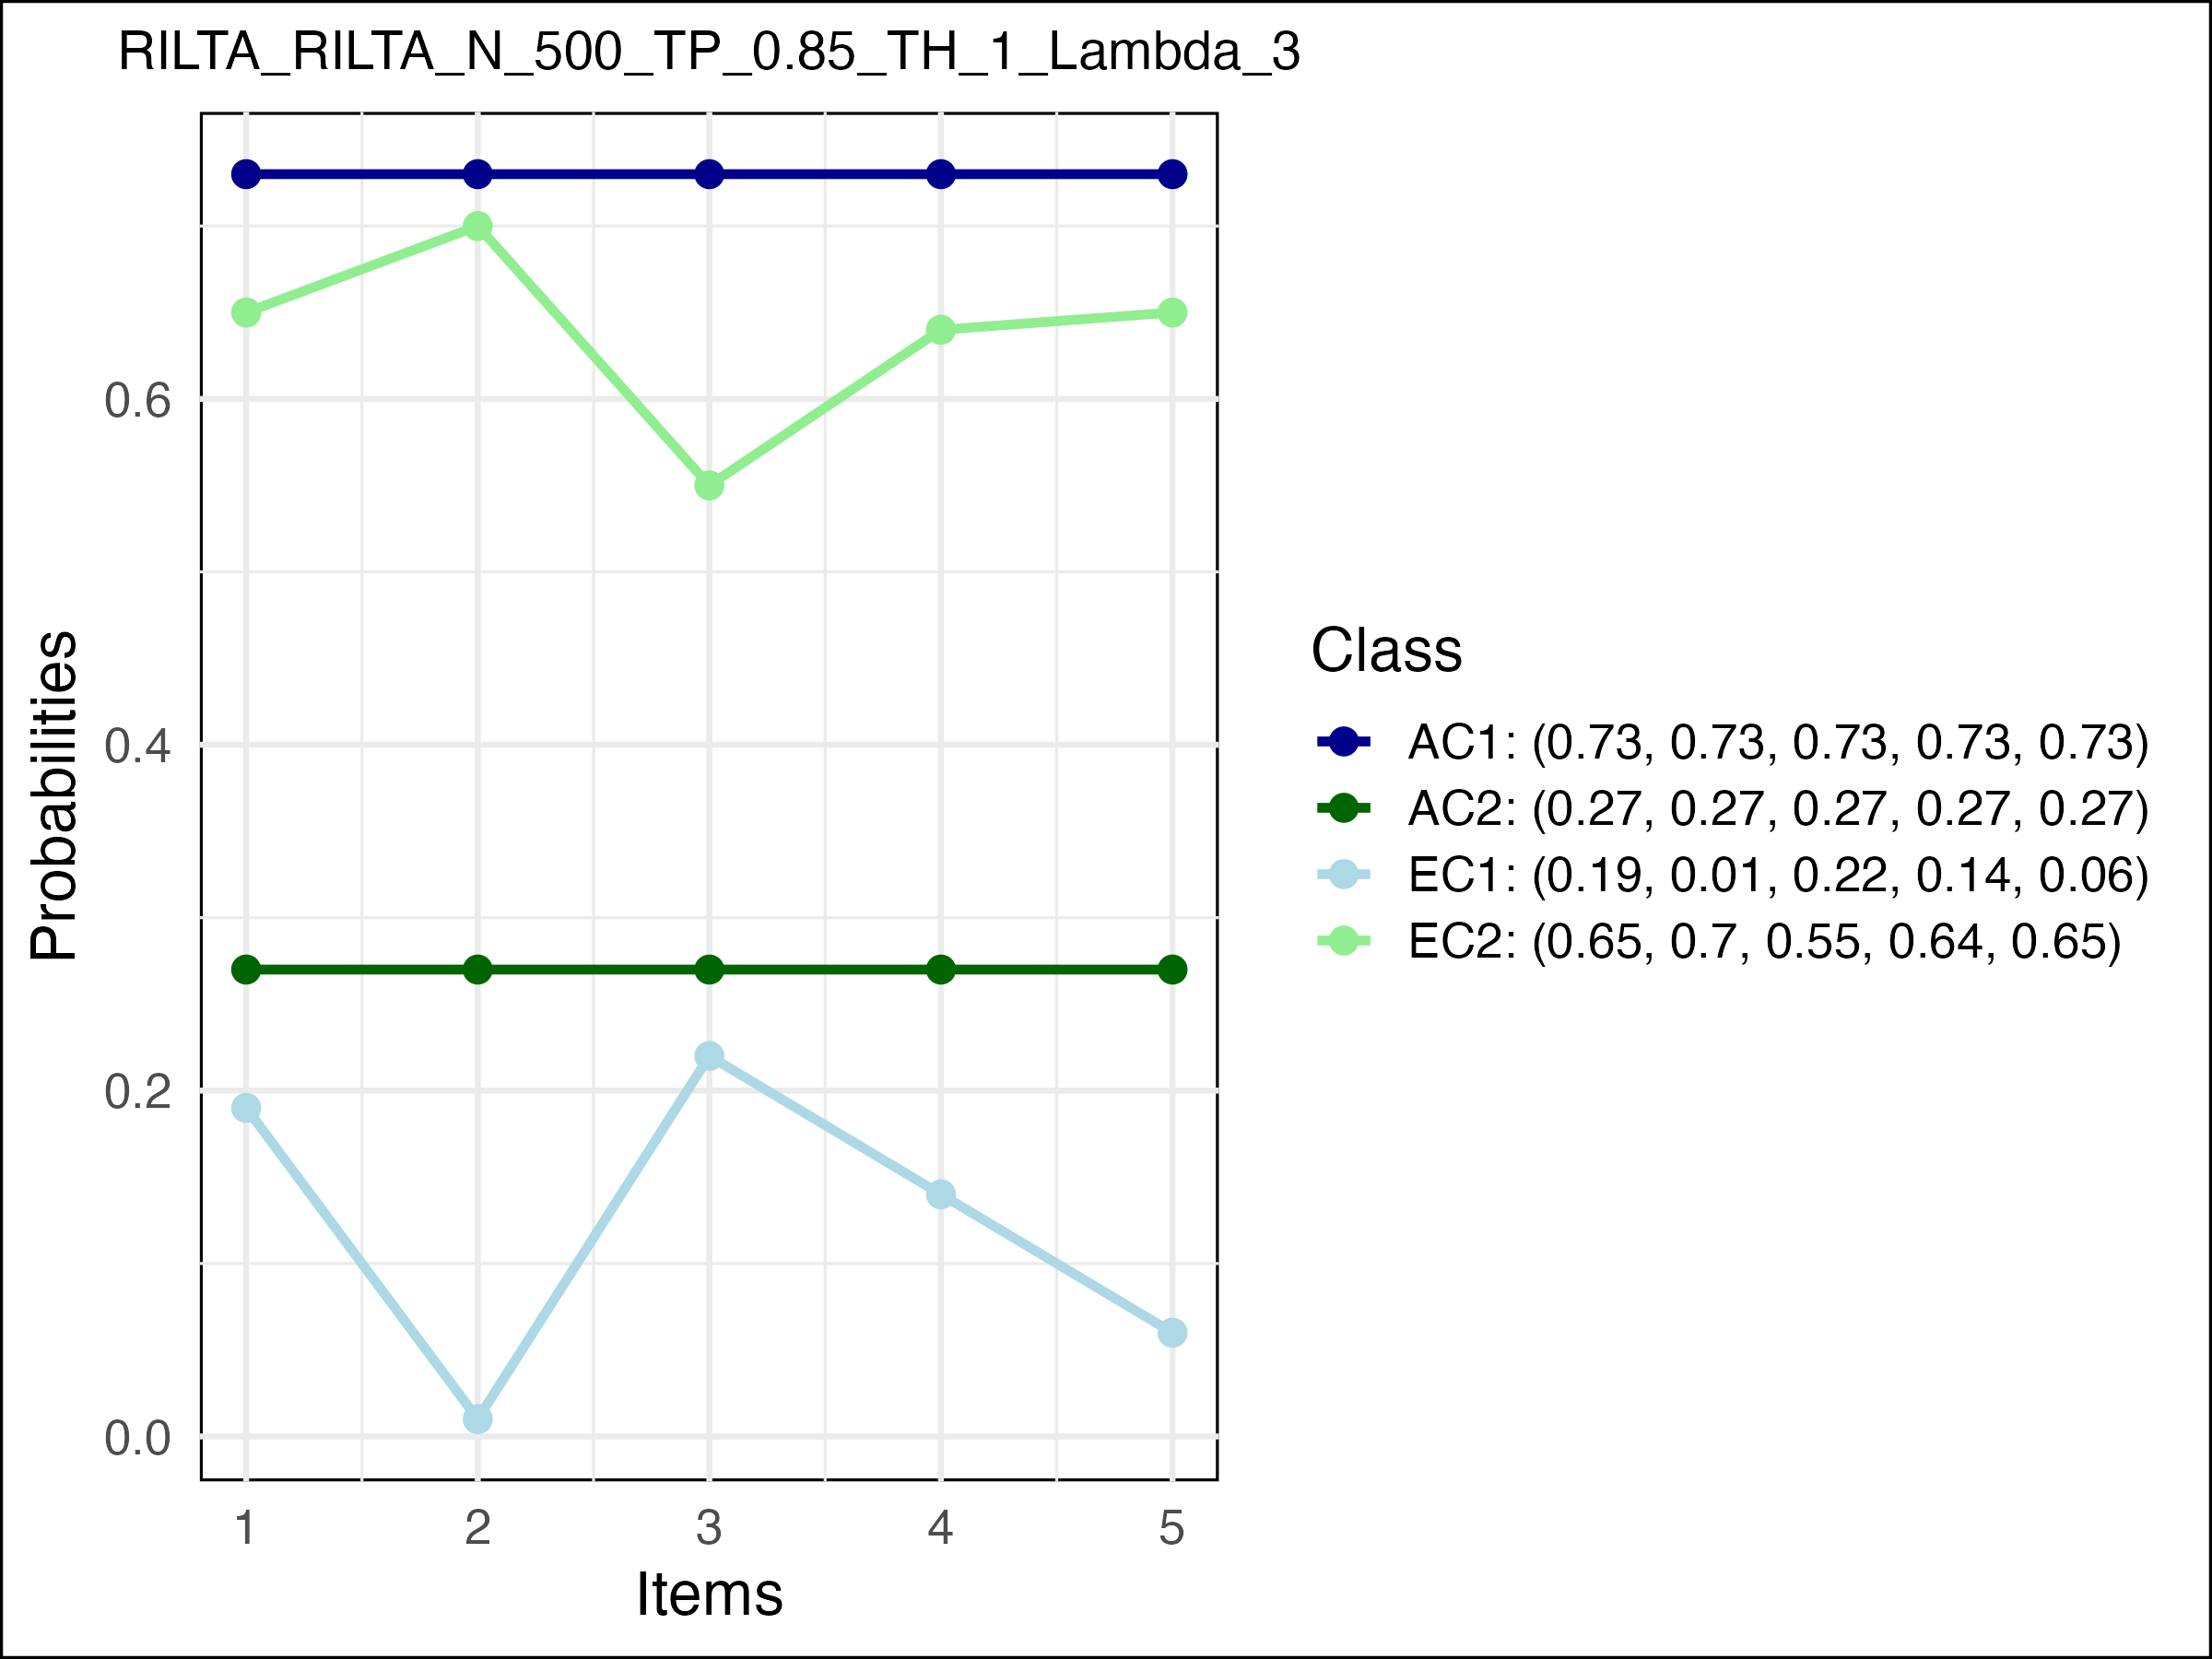 RILTA_RILTA_N_500_TP_0.85_TH_1_Lambda_3
Probabilities
0.6
0.4
0.2
0.0
1 2 3 4 5
Items
Class
AC1: (0.73, 0.73, 0.73, 0.73, 0.73)
AC2: (0.27, 0.27, 0.27, 0.27, 0.27)
EC1: (0.19, 0.01, 0.22, 0.14, 0.06)
EC2: (0.65, 0.7, 0.55, 0.64, 0.65)